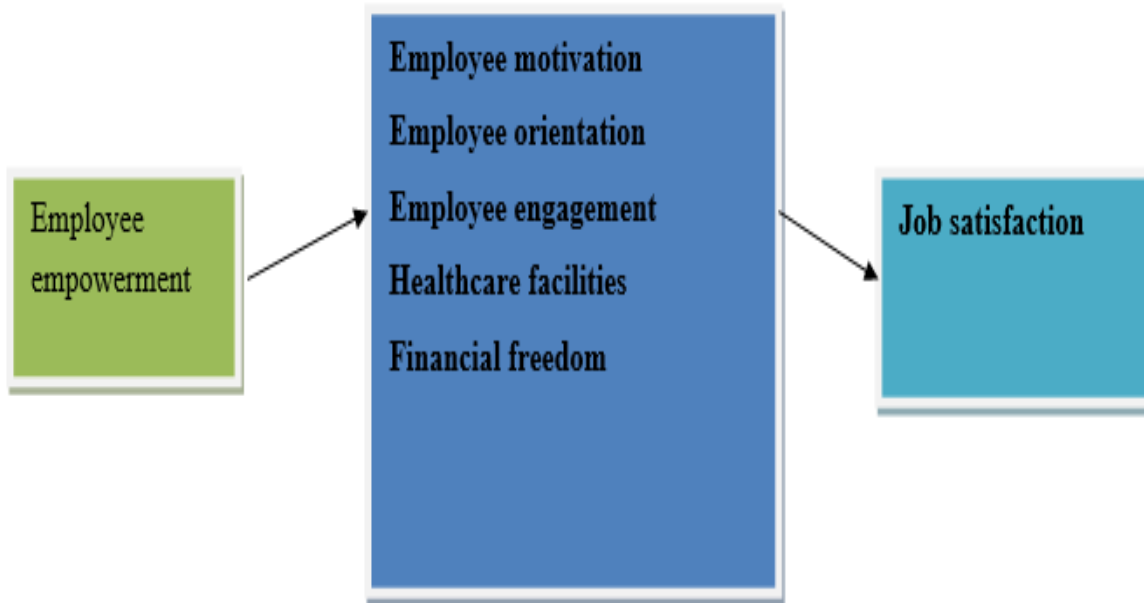 Employee
empowerment
Employee motivation
Employee orientation
Employee engagement
Healthcare facilities
Financial freedom
Job satisfaction